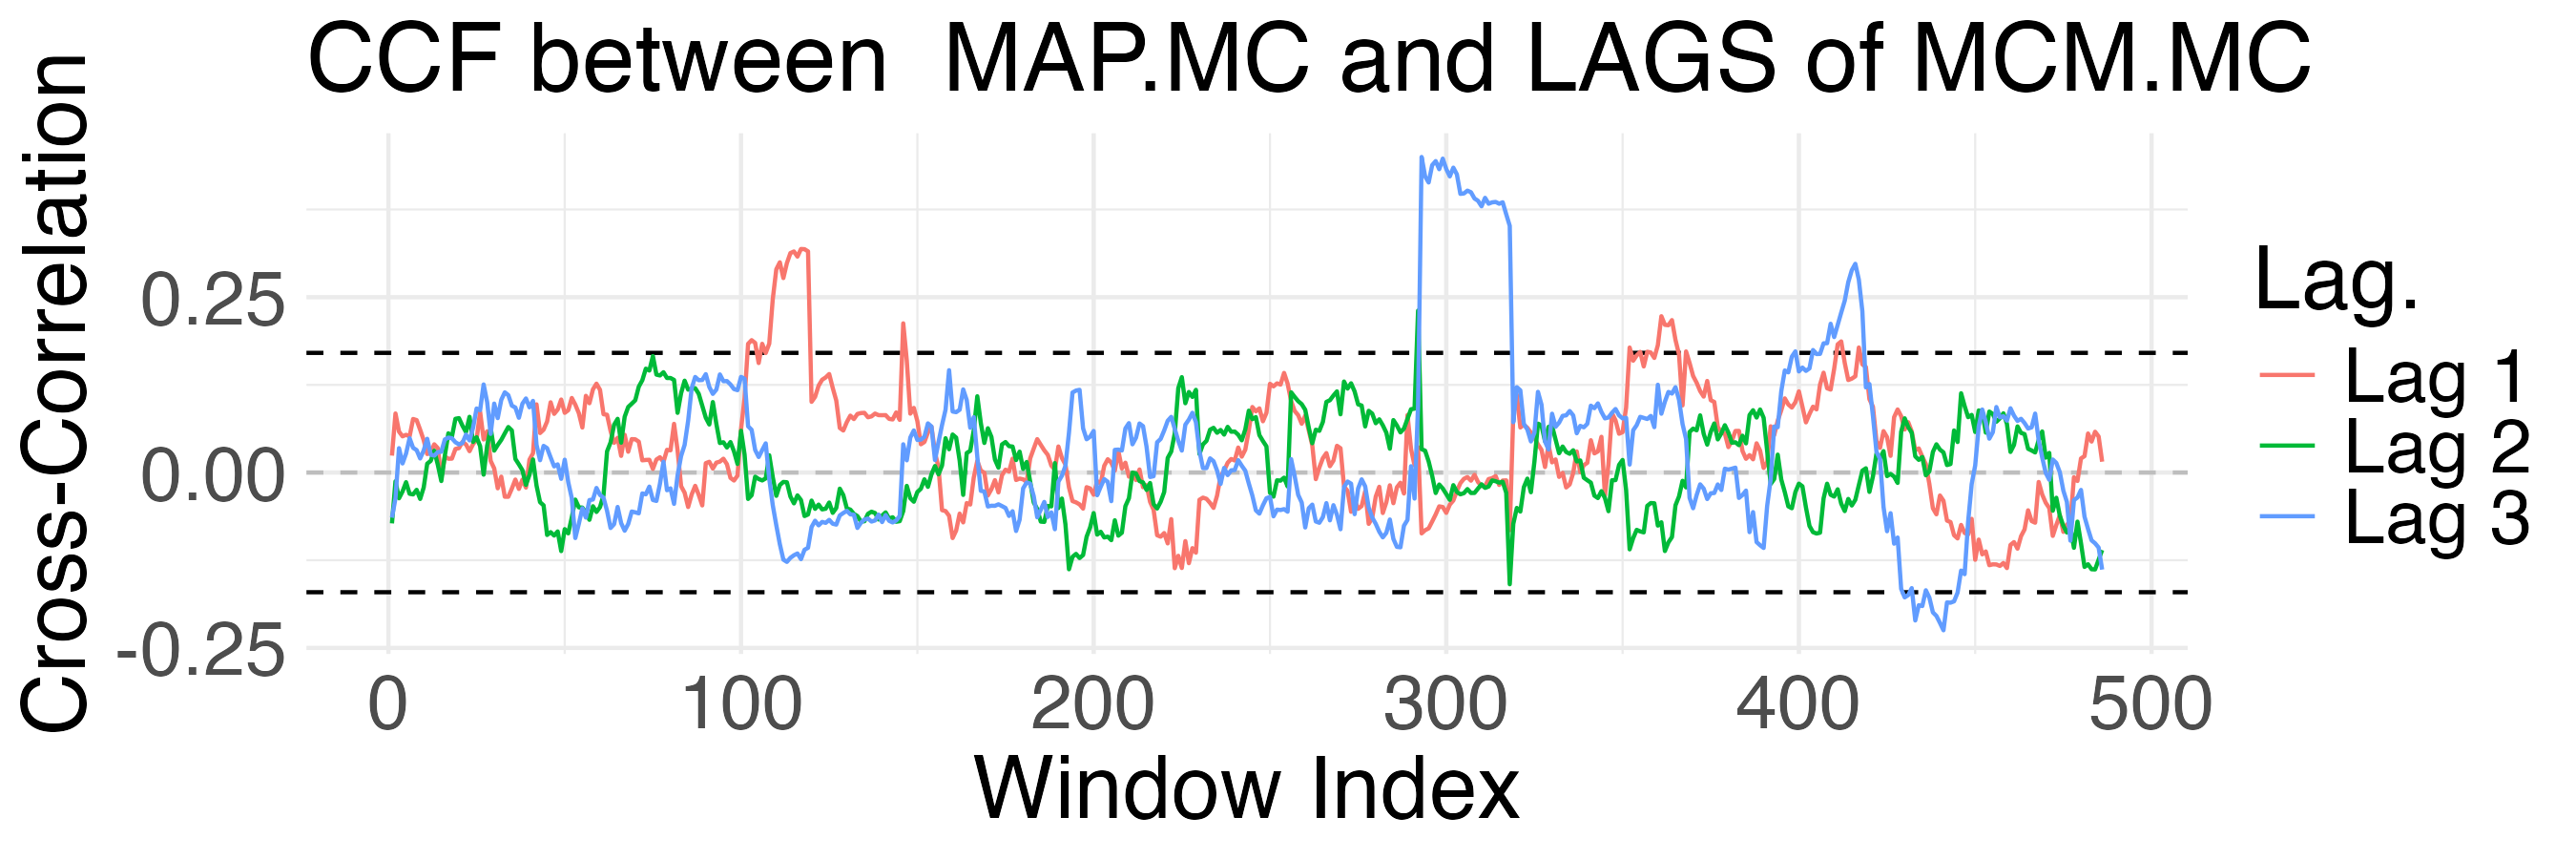 CCF between  MAP.MC and LAGS of MCM.MC
Cross-Correlation
0.25
0.00
-0.25
0 100 200 300 400 500
Window Index
Lag.
Lag 1
Lag 2
Lag 3